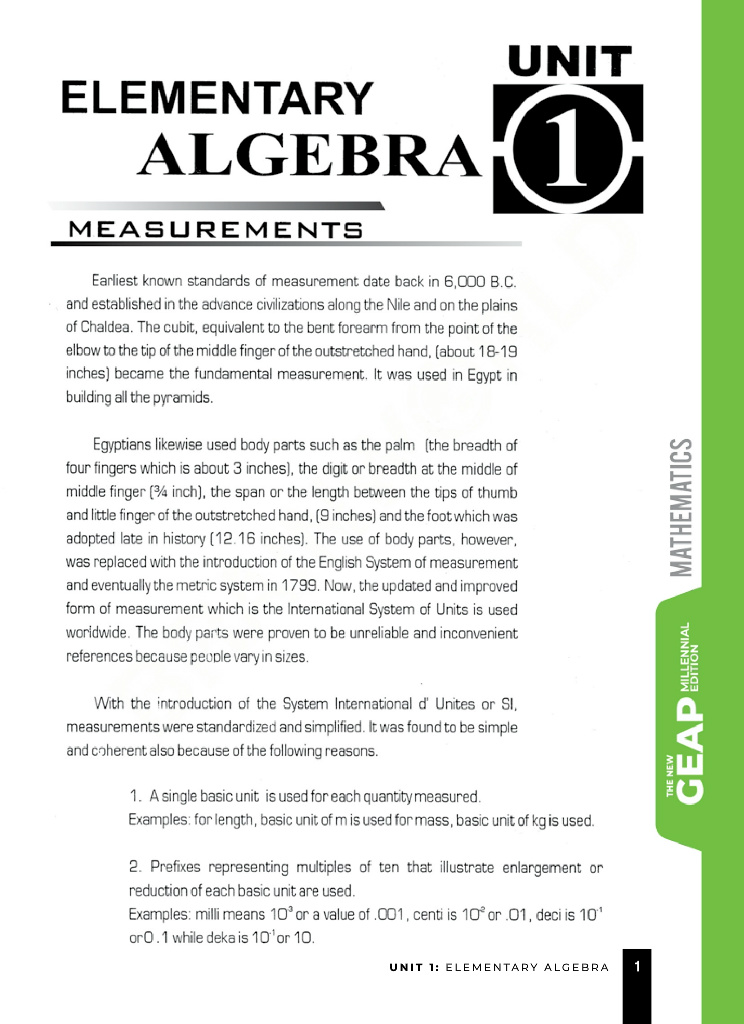 UNIT
ELEMENTARY
ALGEBRA
1
MEASUREMENTS
Earliest known standards of measurement date back in 6,000 B.C.
and established in the advance civilizations along the Nile and on the plains
of Chaldea. The cubit, equivalent to the bent forearm from the point of the
elbow to the tip of the middle finger of the outstretched hand, (about 18-19
inches) became the fundamental measurement. It was used in Egypt in
building all the pyramids.
Egyptians likewise used body parts such as the palm (the breadth of
four fingers which is about 3 inches), the digit or breadth at the middle of
middle finger (¾ inch), the span or the length between the tips of thumb
and little finger of the outstretched hand, (9 inches) and the foot which was
adopted late in history (12.16 inches). The use of body parts, however,
was replaced with the introduction of the English System of measurement
and eventually the metric system in 1799. Now, the updated and improved
form of measurement which is the International System of Units is used
worldwide. The body parts were proven to be unreliable and inconvenient
references because people vary in sizes.
With the introduction of the System International d' Unites or SI,
measurements were standardized and simplified. It was found to be simple
and coherent also because of the following reasons.
1. A single basic unit is used for each quantity measured.
Examples: for length, basic unit of m is used for mass, basic unit of kg is used.
2. Prefixes representing multiples of ten that illustrate enlargement or
reduction of each basic unit are used.
Examples: milli means 10³ or a value of .001, centi is 10⁻² or .01, deci is 10⁻¹
or 0.1 while deka is 10⁻¹ or 10.
UNIT 1: ELEMENTARY ALGEBRA 1
MATHEMATICS
THE NEW
GEAP
MILLENNIAL
EDITION